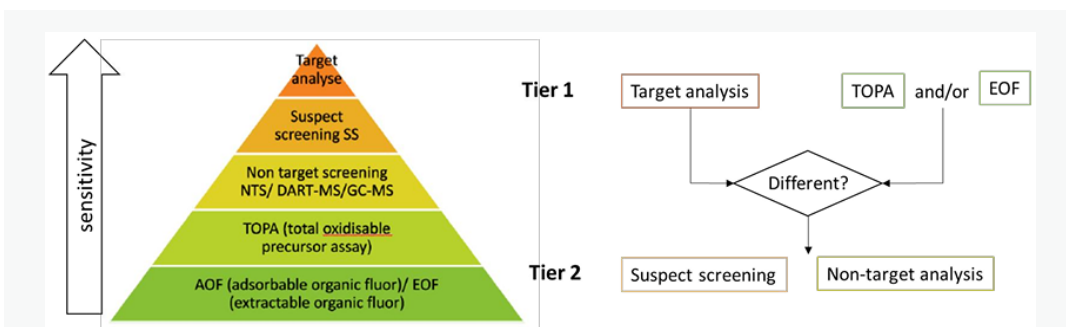 sensitivity
Target
analyse
Suspect
screening SS
Non target screening
NTS/ DART-MS/GC-MS
TOPA (total oxidisable
precursor assay)
AOF (adsorbable organic fluor)/ EOF
(extractable organic fluor)
Tier 1
Target analysis
TOPA and/or EOF
Different?
Tier 2
Suspect screening
Non-target analysis